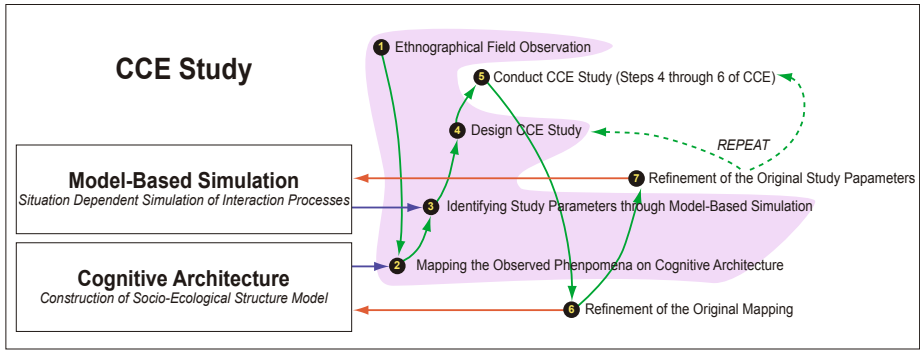 CCE Study
1 Ethnographical Field Observation
5 Conduct CCE Study (Steps 4 through 6 of CCE)
4 Design CCE Study
REPEAT
Model-Based Simulation
Situation Dependent Simulation of Interaction Processes
7 Refinement of the Original Study Papameters
3 Identifying Study Parameters through Model-Based Simulation
Cognitive Architecture
Construction of Socio-Ecological Structure Model
2 Mapping the Observed Phenpomena on Cognitive Architecture
6 Refinement of the Original Mapping